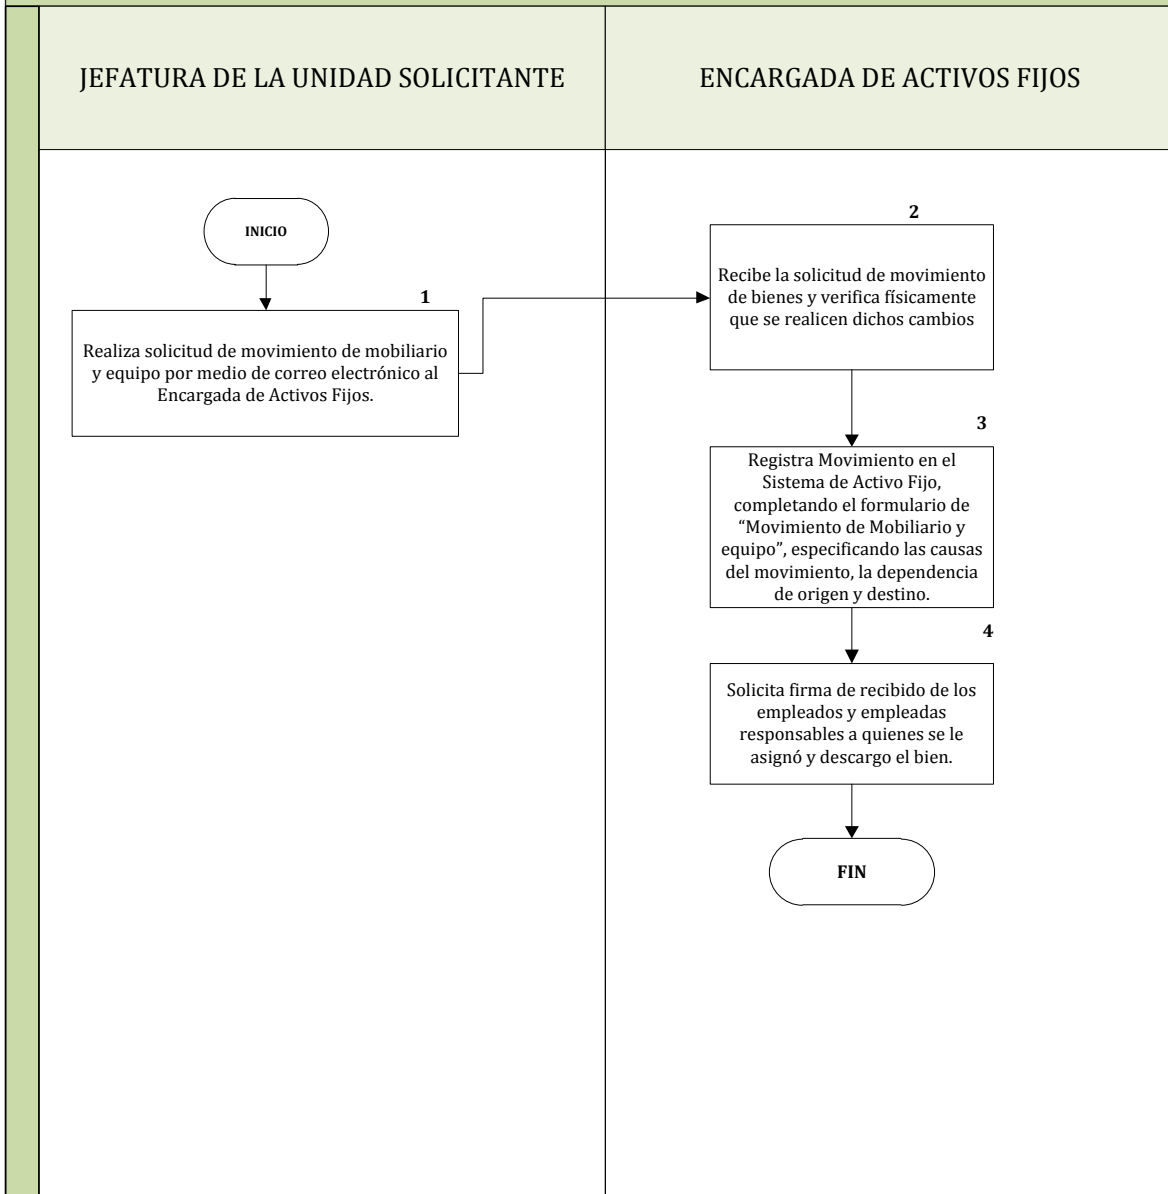 JEFATURA DE LA UNIDAD SOLICITANTE
ENCARGADA DE ACTIVOS FIJOS
INICIO
1
Realiza solicitud de movimiento de mobiliario
y equipo por medio de correo electrónico al
Encargada de Activos Fijos.
2
Recibe la solicitud de movimiento
de bienes y verifica físicamente
que se realicen dichos cambios
3
Registra Movimiento en el
Sistema de Activo Fijo,
completando el formulario de
“Movimiento de Mobiliario y
equipo”, especificando las causas
del movimiento, la dependencia
de origen y destino.
4
Solicita firma de recibido de los
empleados y empleadas
responsables a quienes se le
asignó y descargo el bien.
FIN